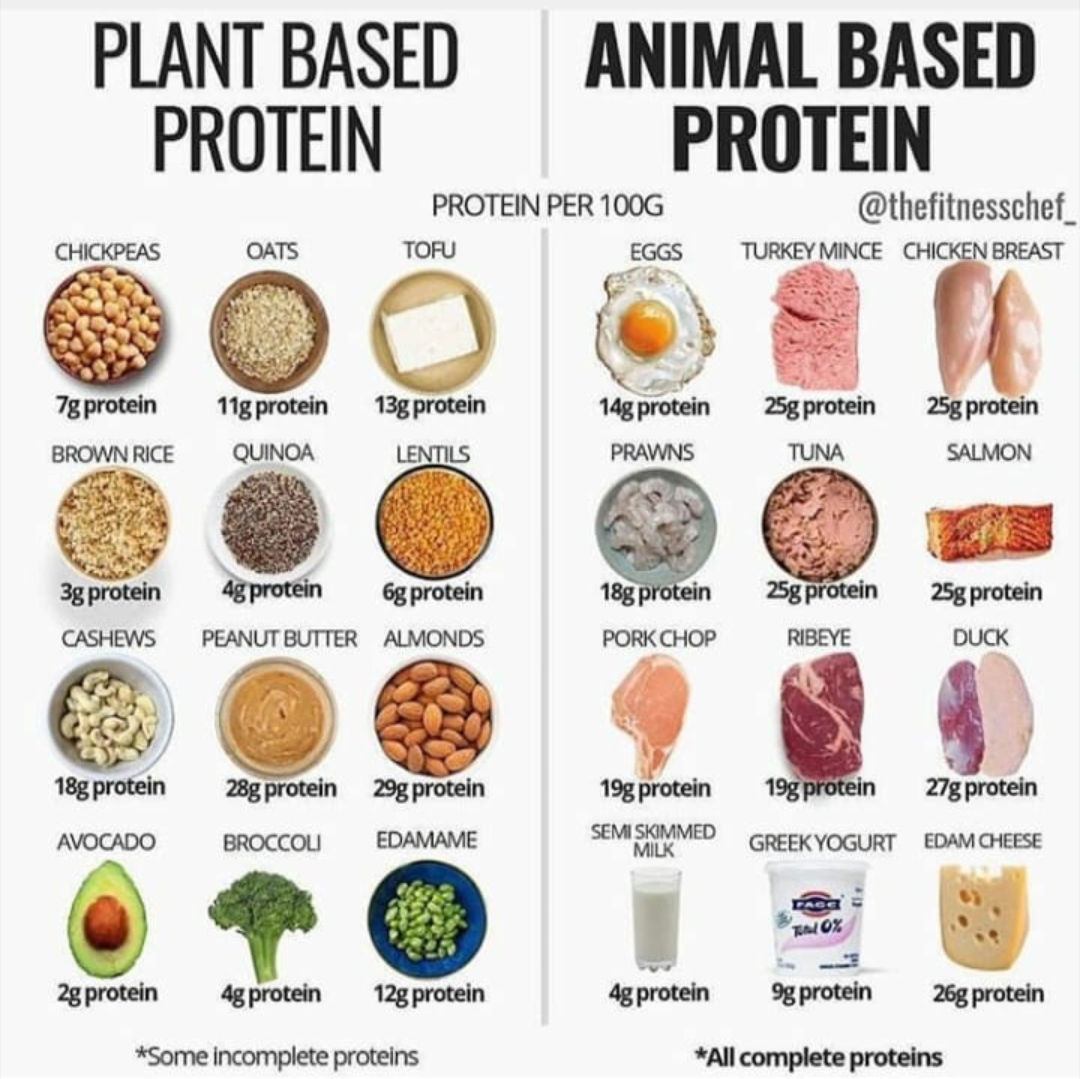 PLANT BASED
PROTEIN
ANIMAL BASED
PROTEIN
PROTEIN PER 100G
@thefitnesschef_
CHICKPEAS
OATS
TOFU
7g protein
11g protein
13g protein
BROWN RICE
QUINOA
LENTILS
3g protein
4g protein
6g protein
CASHEWS
PEANUT BUTTER
ALMONDS
18g protein
28g protein
29g protein
AVOCADO
BROCCOLI
EDAMAME
2g protein
4g protein
12g protein
*Some incomplete proteins
EGGS
TURKEY MINCE
CHICKEN BREAST
14g protein
25g protein
25g protein
PRAWNS
TUNA
SALMON
18g protein
25g protein
25g protein
PORK CHOP
RIBEYE
DUCK
19g protein
19g protein
27g protein
SEMI SKIMMED
MILK
GREEK YOGURT
EDAM CHEESE
FAGE
Total 0%
4g protein
9g protein
26g protein
*All complete proteins